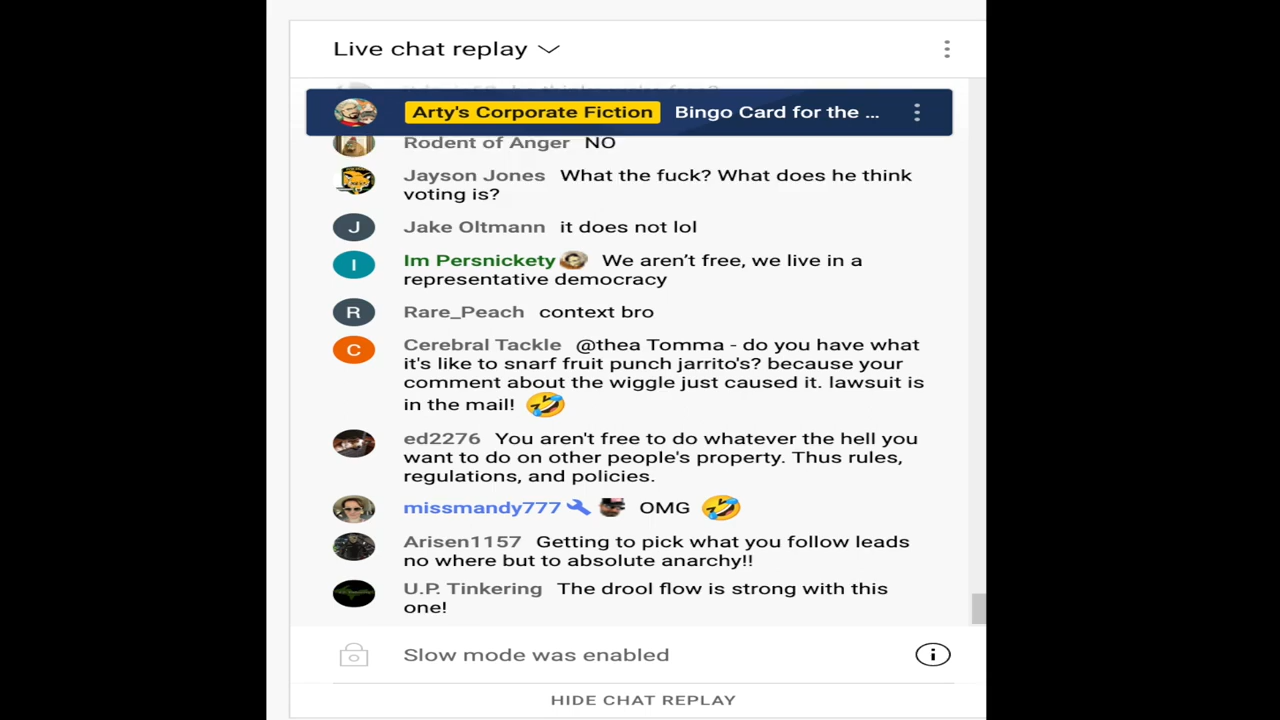 Live chat replay
Arty's Corporate Fiction Bingo Card for the ...
Rodent of Anger NO
Jayson Jones What the fuck? What does he think
voting is?
J Jake Oltmann it does not lol
I Im Persnickety We aren’t free, we live in a
representative democracy
R Rare_Peach context bro
C Cerebral Tackle @thea Tomma - do you have what
it's like to snarf fruit punch jarrito's? because your
comment about the wiggle just caused it. lawsuit is
in the mail!
ed2276 You aren't free to do whatever the hell you
want to do on other people's property. Thus rules,
regulations, and policies.
missmandy777 OMG
Arisen1157 Getting to pick what you follow leads
no where but to absolute anarchy!!
U.P. Tinkering The drool flow is strong with this
one!
Slow mode was enabled
HIDE CHAT REPLAY